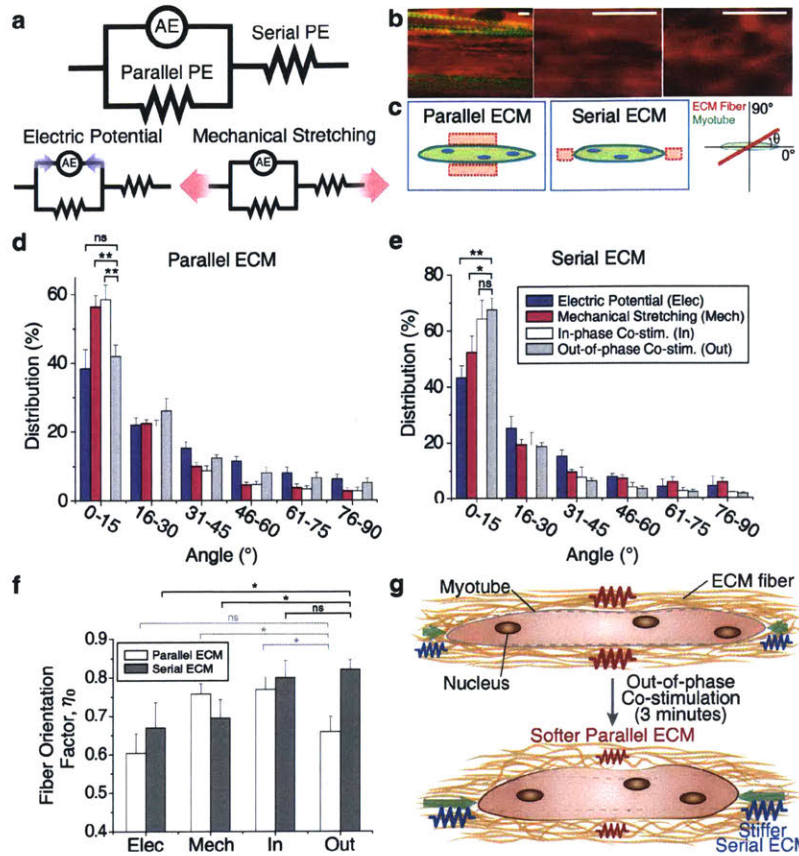 a
AE
Serial PE
Parallel PE
Electric Potential
Mechanical Stretching
AE
AE
b
c
Parallel ECM
Serial ECM
ECM Fiber
Myotube
90°
θ
0°
d
Parallel ECM
ns
**
**
Distribution (%)
60
40
20
0
0-15
16-30
31-45
46-60
61-75
76-90
Angle (°)
e
Serial ECM
**
*
ns
Electric Potential (Elec)
Mechanical Stretching (Mech)
In-phase Co-stim. (In)
Out-of-phase Co-stim. (Out)
Distribution (%)
80
60
40
20
0
0-15
16-30
31-45
46-60
61-75
76-90
Angle (°)
f
*
*
ns
ns
*
*
Parallel ECM
Serial ECM
Fiber Orientation
Factor, η₀
0.9
0.8
0.7
0.6
0.5
0.4
Elec
Mech
In
Out
g
Myotube
ECM fiber
Nucleus
Out-of-phase
Co-stimulation
(3 minutes)
Softer Parallel ECM
Stiffer
Serial ECM